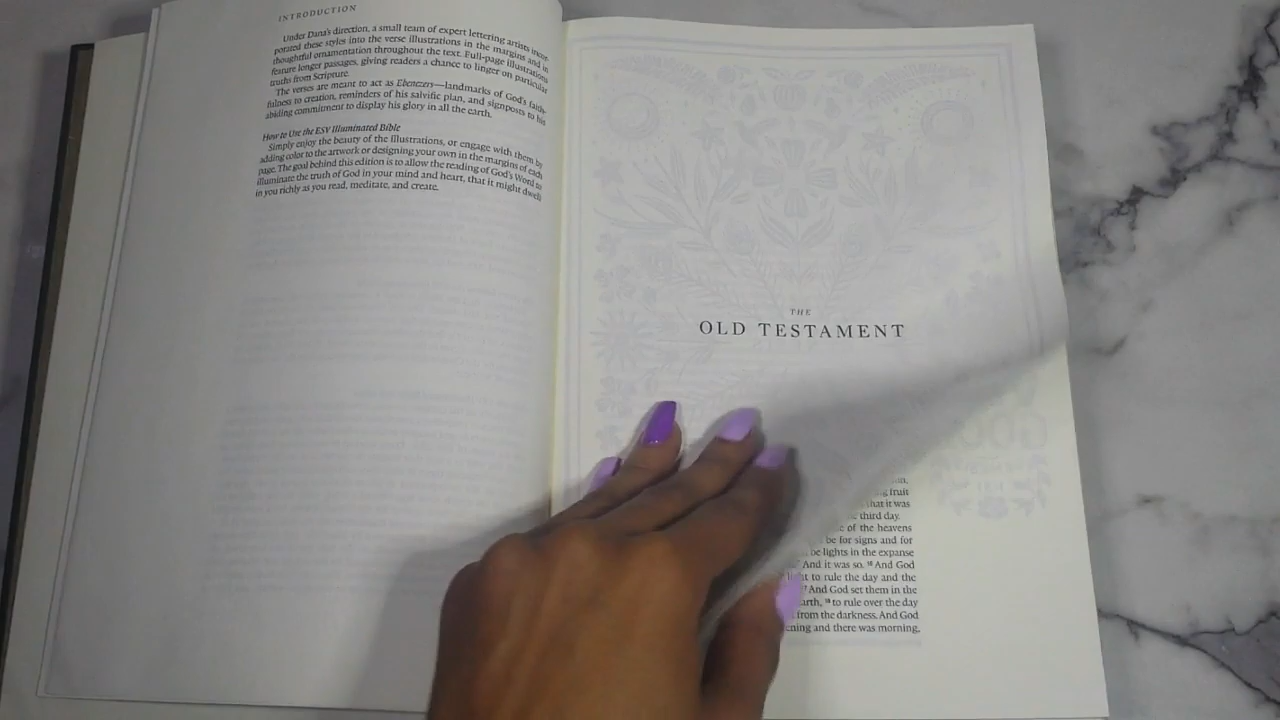 INTRODUCTION
Under Dana's direction, a small team of expert lettering artists incor-
porated these styles into the verse illustrations in the margins and in
thoughtful ornamentation throughout the text. Full-page illustrations
feature longer passages, giving readers a chance to linger on particular
truths from Scripture.
The verses are meant to act as Ebenezers—landmarks of God's faith-
fulness to creation, reminders of his salvific plan, and signposts to his
abiding commitment to display his glory in all the earth.
How to Use the ESV Illuminated Bible
Simply enjoy the beauty of the illustrations, or engage with them by
adding color to the artwork or designing your own in the margins of each
page. The goal behind this edition is to allow the reading of God's Word to
illuminate the truth of God in your mind and heart, that it might dwell
in you richly as you read, meditate, and create.
THE
OLD TESTAMENT
fruit
that it was
third day.
of the heavens
be for signs and for
be lights in the expanse
And it was so. 16 And God
to rule the day and the
And God set them in the
18 to rule over the day
from the darkness. And God
and there was morning,
GOD